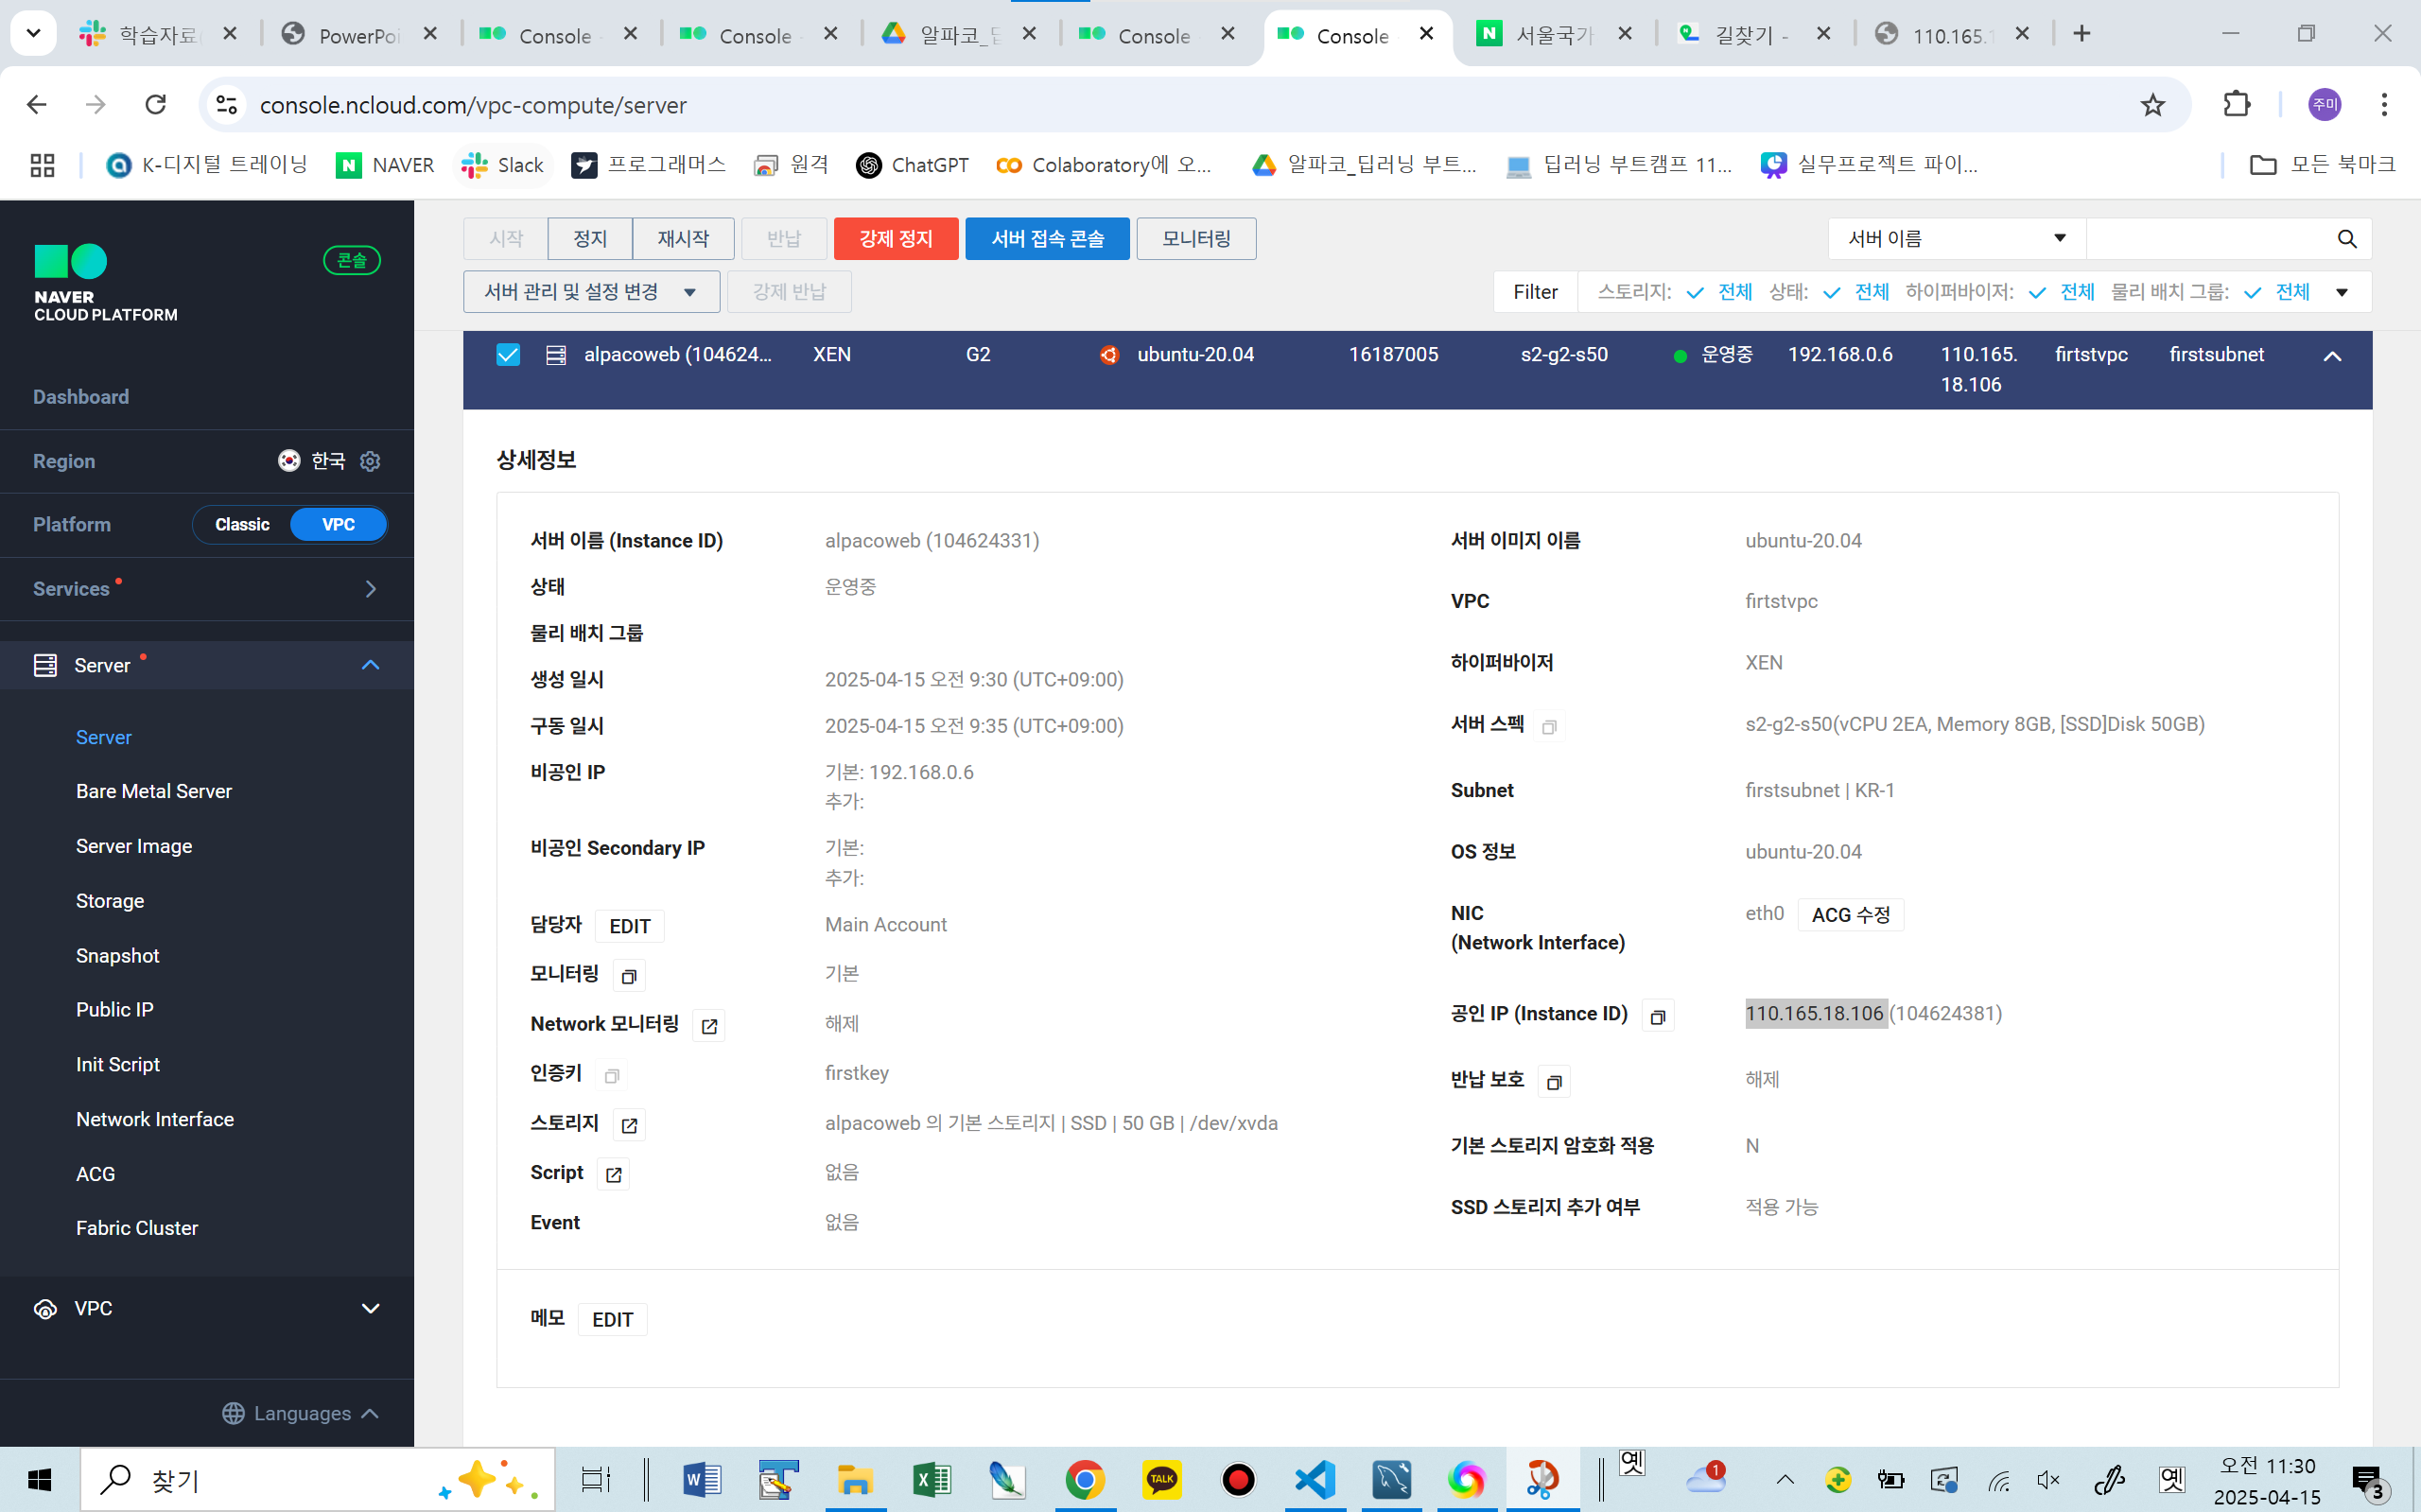 학습자료
PowerPoi
Console
Console
알파코_딥
Console
Console
서울국가
길찾기 -
110.165.1
console.ncloud.com/vpc-compute/server
주미
K-디지털 트레이닝
NAVER
Slack
프로그래머스
원격
ChatGPT
Colaboratory에 오...
알파코_딥러닝 부트...
딥러닝 부트캠프 11...
실무프로젝트 파이...
모든 북마크
NAVER
CLOUD PLATFORM
콘솔
Dashboard
Region 한국
Platform Classic VPC
Services
Server
Server
Bare Metal Server
Server Image
Storage
Snapshot
Public IP
Init Script
Network Interface
ACG
Fabric Cluster
VPC
Languages
시작 정지 재시작 반납 강제 정지 서버 접속 콘솔 모니터링
서버 이름
서버 관리 및 설정 변경 강제 반납
Filter 스토리지: 전체 상태: 전체 하이퍼바이저: 전체 물리 배치 그룹: 전체
alpacoweb (104624... XEN G2 ubuntu-20.04 16187005 s2-g2-s50 운영중 192.168.0.6 110.165. firtstvpc firstsubnet
18.106
상세정보
서버 이름 (Instance ID) alpacoweb (104624331)
상태 운영중
물리 배치 그룹
생성 일시 2025-04-15 오전 9:30 (UTC+09:00)
구동 일시 2025-04-15 오전 9:35 (UTC+09:00)
비공인 IP 기본: 192.168.0.6
추가:
비공인 Secondary IP 기본:
추가:
담당자 EDIT Main Account
모니터링 기본
Network 모니터링 해제
인증키 firstkey
스토리지 alpacoweb 의 기본 스토리지 | SSD | 50 GB | /dev/xvda
Script 없음
Event 없음
서버 이미지 이름 ubuntu-20.04
VPC firtstvpc
하이퍼바이저 XEN
서버 스펙 s2-g2-s50(vCPU 2EA, Memory 8GB, [SSD]Disk 50GB)
Subnet firstsubnet | KR-1
OS 정보 ubuntu-20.04
NIC eth0 ACG 수정
(Network Interface)
공인 IP (Instance ID) 110.165.18.106 (104624381)
반납 보호 해제
기본 스토리지 암호화 적용 N
SSD 스토리지 추가 여부 적용 가능
메모 EDIT
찾기
TALK
옛
1
옛
오전 11:30
2025-04-15
3